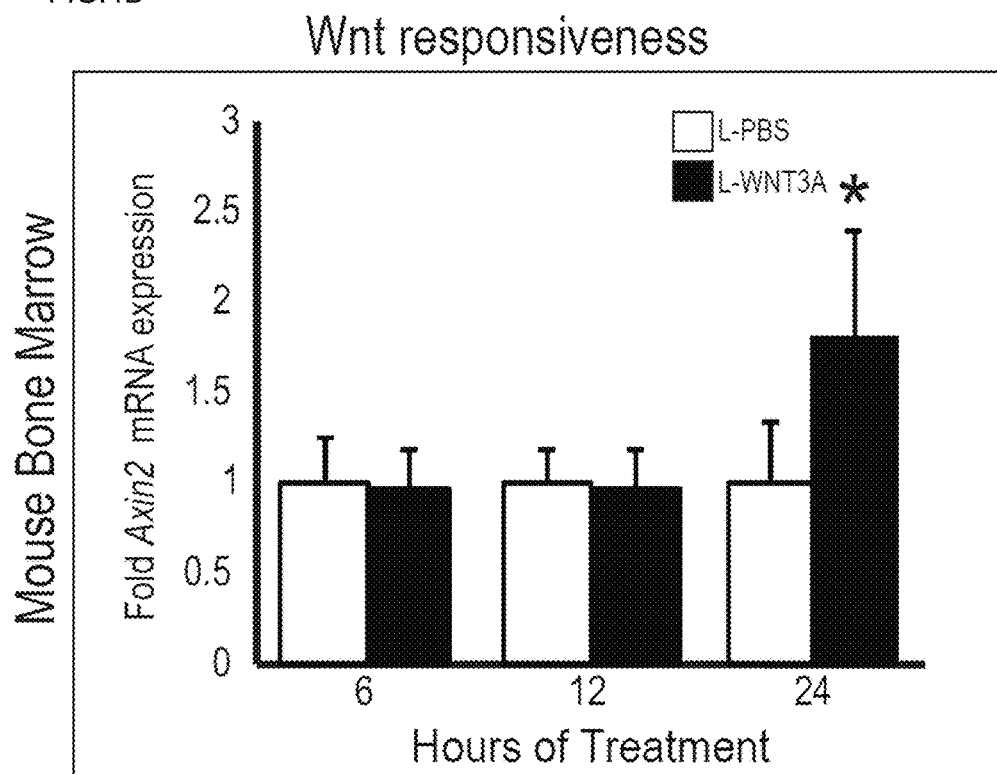 Wnt responsiveness
Mouse Bone Marrow
Fold Axin2 mRNA expression
3
2.5
2
1.5
1
0.5
0
L-PBS
L-WNT3A
*
6 12 24
Hours of Treatment